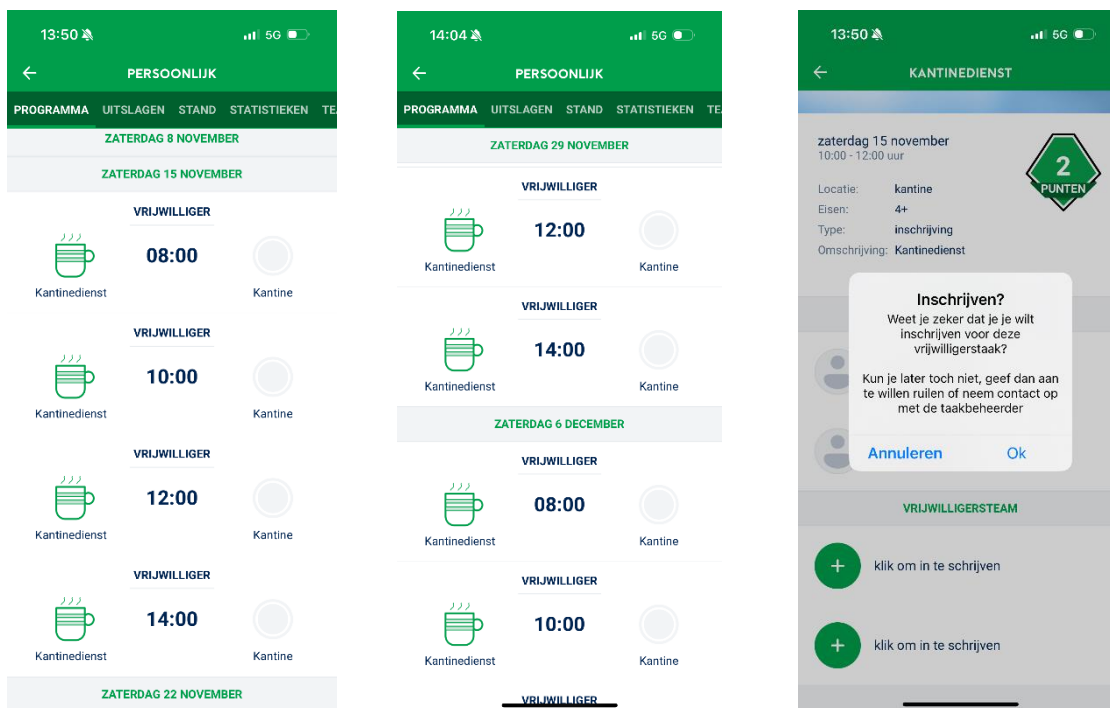 13:50
5G
PERSOONLIJK
PROGRAMMA UITSLAGEN STAND STATISTIEKEN TE
ZATERDAG 8 NOVEMBER
ZATERDAG 15 NOVEMBER
VRIJWILLIGER
08:00
Kantinedienst Kantine
VRIJWILLIGER
10:00
Kantinedienst Kantine
VRIJWILLIGER
12:00
Kantinedienst Kantine
VRIJWILLIGER
14:00
Kantinedienst Kantine
ZATERDAG 22 NOVEMBER
14:04
5G
PERSOONLIJK
PROGRAMMA UITSLAGEN STAND STATISTIEKEN TE
ZATERDAG 29 NOVEMBER
VRIJWILLIGER
12:00
Kantinedienst Kantine
VRIJWILLIGER
14:00
Kantinedienst Kantine
ZATERDAG 6 DECEMBER
VRIJWILLIGER
08:00
Kantinedienst Kantine
VRIJWILLIGER
10:00
Kantinedienst Kantine
VRIJWILLIGER
13:50
5G
KANTINEDIENST
zaterdag 15 november
10:00 - 12:00 uur
2
PUNTEN
Locatie: kantine
Eisen: 4+
Type: inschrijving
Omschrijving: Kantinedienst
Inschrijven?
Weet je zeker dat je je wilt
inschrijven voor deze
vrijwilligerstaak?
Kun je later toch niet, geef dan aan
te willen ruilen of neem contact op
met de taakbeheerder
Annuleren Ok
VRIJWILLIGERSTEAM
klik om in te schrijven
klik om in te schrijven